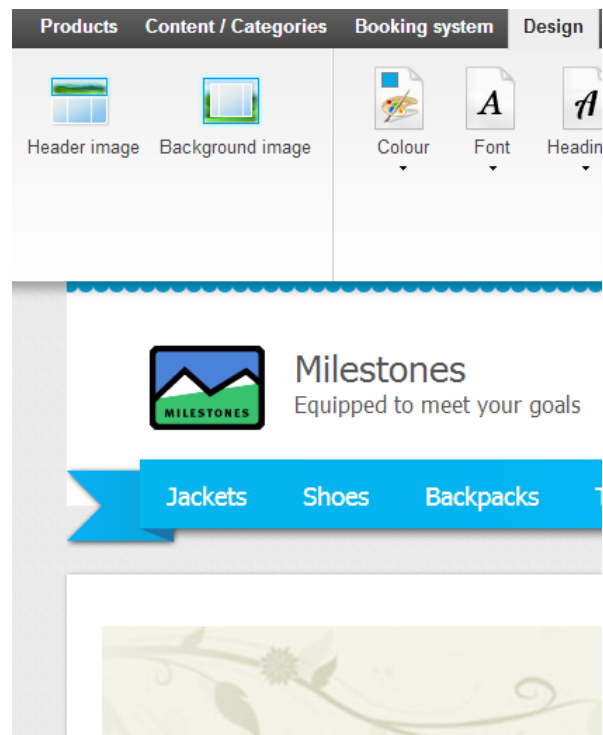 Products Content / Categories Booking system Design
Header image Background image Colour Font Headin
Milestones
MILESTONES
Equipped to meet your goals
Jackets Shoes Backpacks T